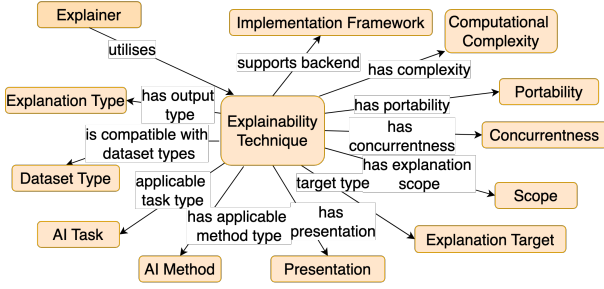 Explainer
Implementation Framework
Computational
Complexity
utilises
supports backend
has complexity
Explanation Type
has output
type
Explainability
Technique
has portability
Portability
is compatible with
dataset types
has
concurrentness
Concurrentness
Dataset Type
applicable
task type
target type
has explanation
scope
Scope
AI Task
has applicable
method type
has
presentation
Explanation Target
AI Method
Presentation